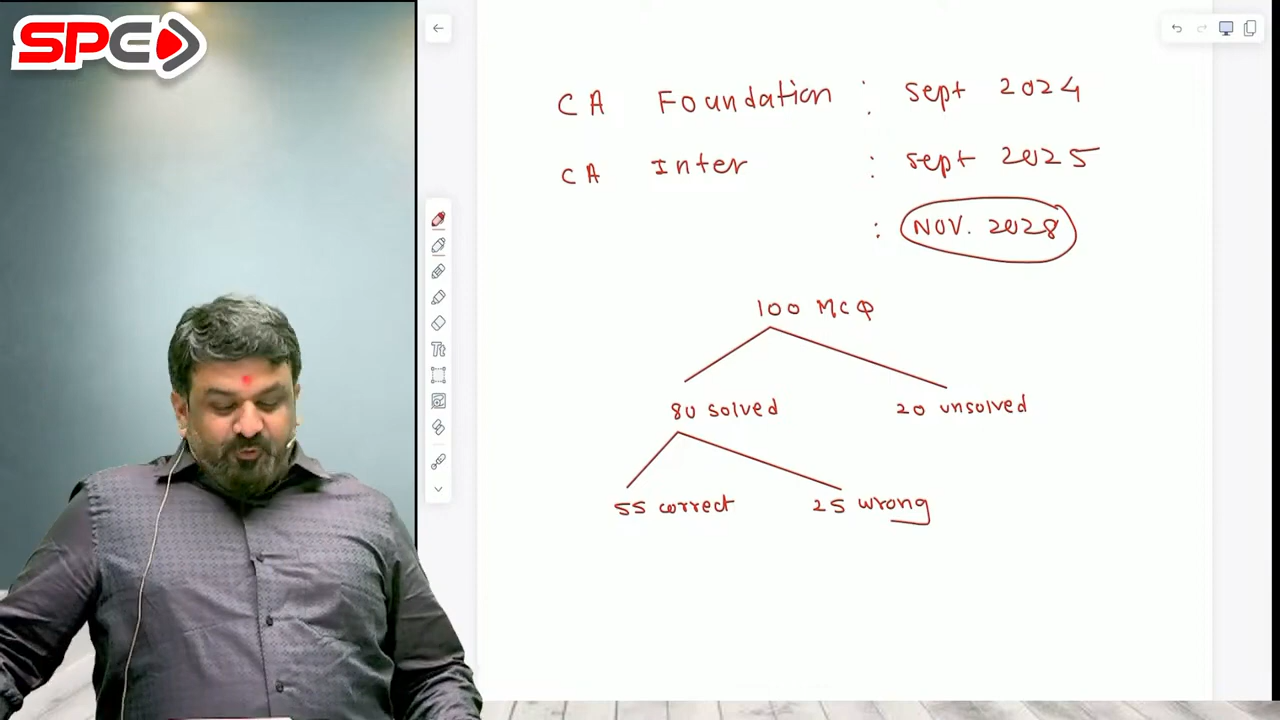 SPC
CA Foundation : Sept 2024
CA Inter : Sept 2025
: NOV. 2028
100 MCQ
80 solved 20 unsolved
55 correct 25 wrong
Tt